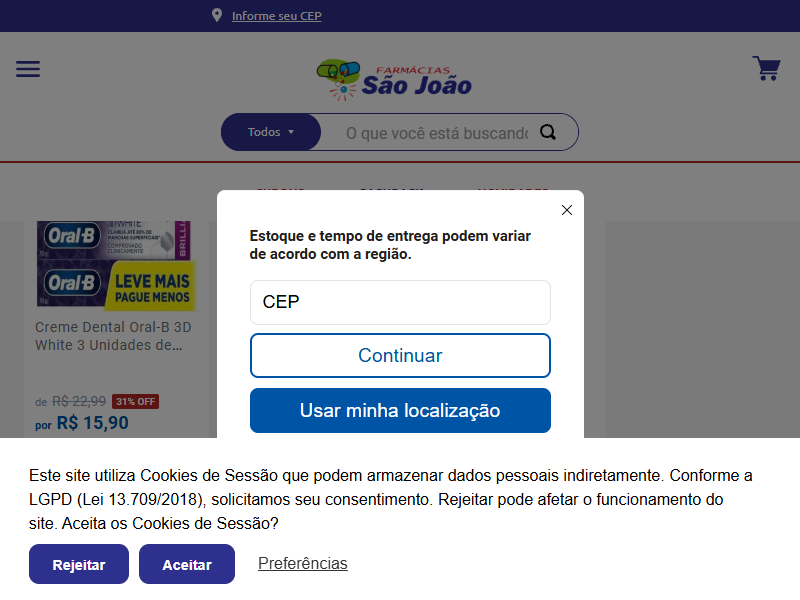 Informe seu CEP
FARMÁCIAS
São João
Todos
O que você está buscando
Estoque e tempo de entrega podem variar
de acordo com a região.
CEP
Continuar
Usar minha localização
Oral-B
Oral-B
LEVE MAIS
PAGUE MENOS
Creme Dental Oral-B 3D
White 3 Unidades de...
de R$ 22,99 31% OFF
por R$ 15,90
Este site utiliza Cookies de Sessão que podem armazenar dados pessoais indiretamente. Conforme a
LGPD (Lei 13.709/2018), solicitamos seu consentimento. Rejeitar pode afetar o funcionamento do
site. Aceita os Cookies de Sessão?
Rejeitar Aceitar Preferências